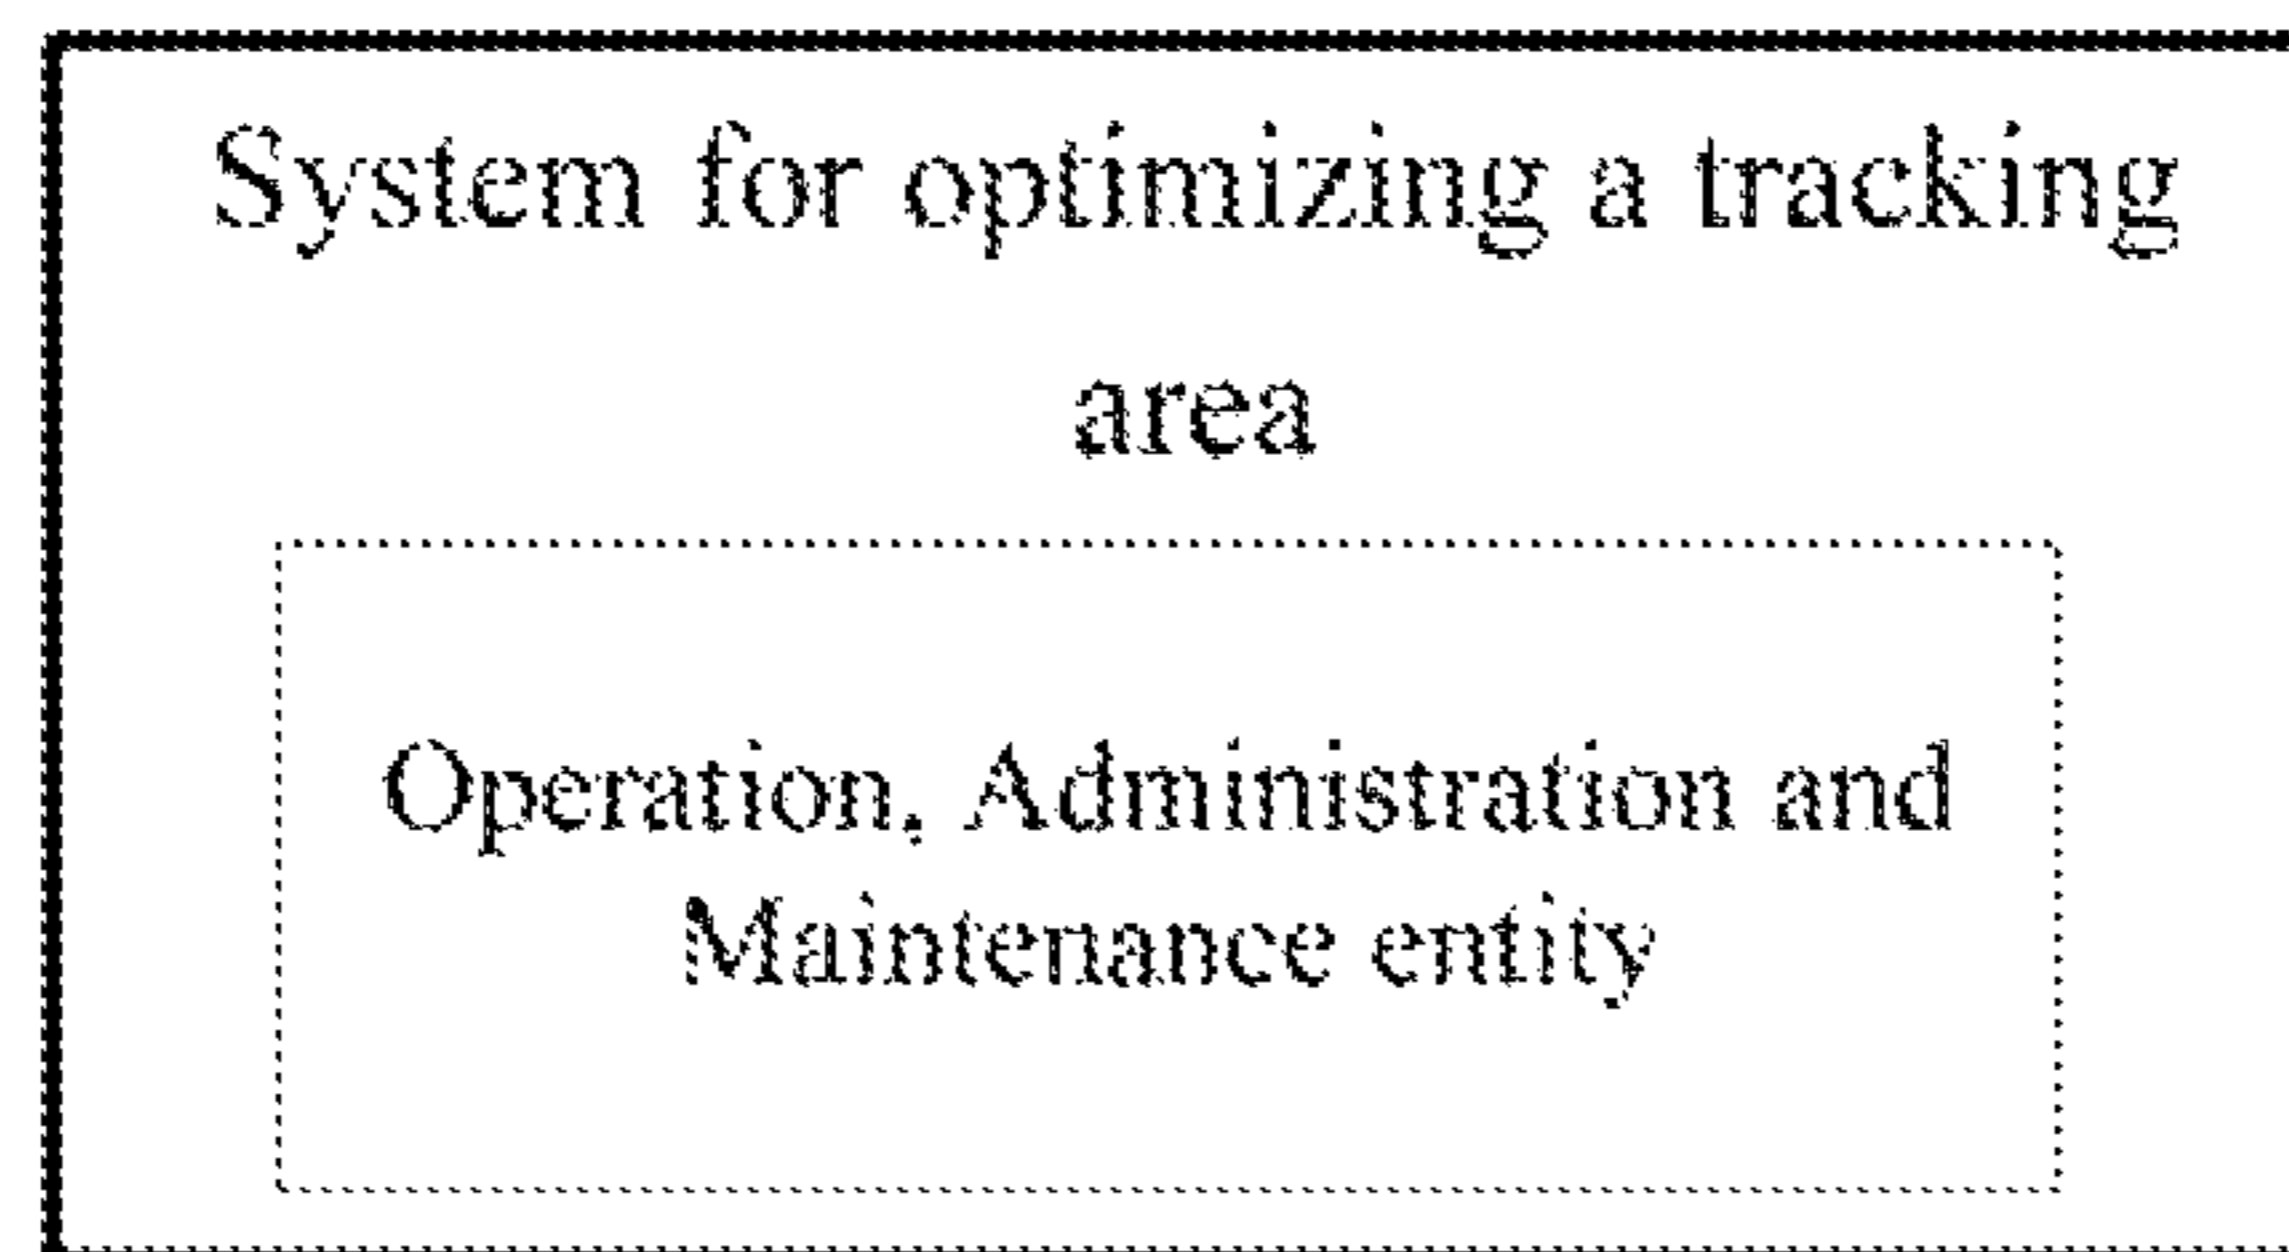 System for optimizing a tracking
area
Operation, Administration and
Maintenance entity